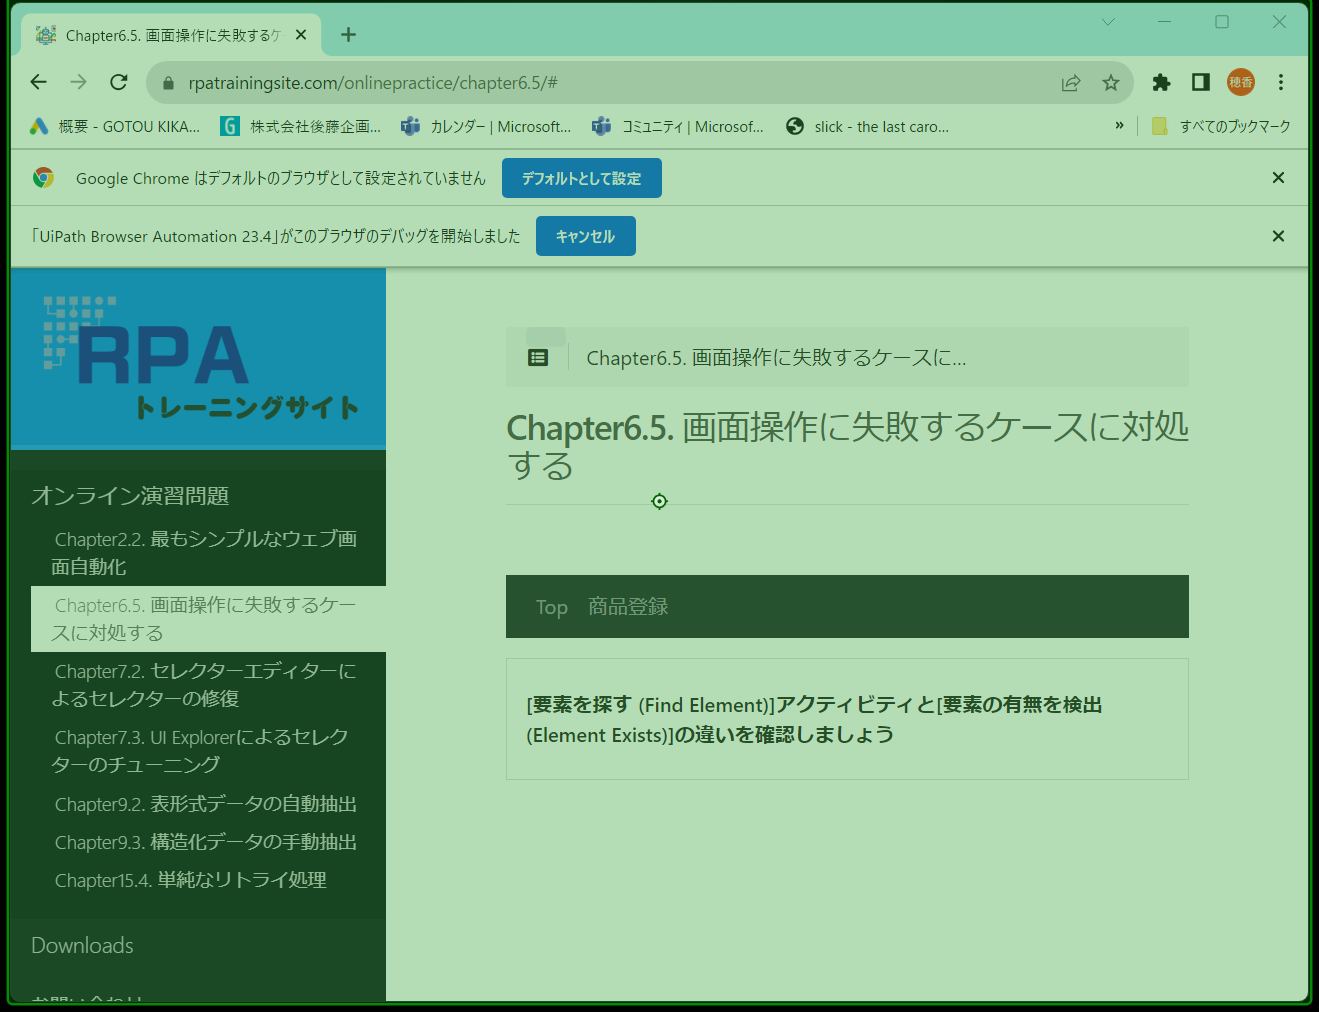 Chapter6.5. 画面操作に失敗するケ
rpatrainingsite.com/onlinepractice/chapter6.5/#
穂香
概要 - GOTOU KIKA...
G 株式会社後藤企画...
カレンダー | Microsoft...
コミュニティ | Microsof...
slick - the last caro...
»
すべてのブックマーク
Google Chrome はデフォルトのブラウザとして設定されていません
デフォルトとして設定
「UiPath Browser Automation 23.4」がこのブラウザのデバッグを開始しました
キャンセル
RPA
トレーニングサイト
オンライン演習問題
Chapter2.2. 最もシンプルなウェブ画
面自動化
Chapter6.5. 画面操作に失敗するケー
スに対処する
Chapter7.2. セレクターエディターに
よるセレクターの修復
Chapter7.3. UI Explorerによるセレク
ターのチューニング
Chapter9.2. 表形式データの自動抽出
Chapter9.3. 構造化データの手動抽出
Chapter15.4. 単純なリトライ処理
Downloads
Chapter6.5. 画面操作に失敗するケースに...
Chapter6.5. 画面操作に失敗するケースに対処
する
Top 商品登録
[要素を探す (Find Element)]アクティビティと[要素の有無を検出
(Element Exists)]の違いを確認しましょう